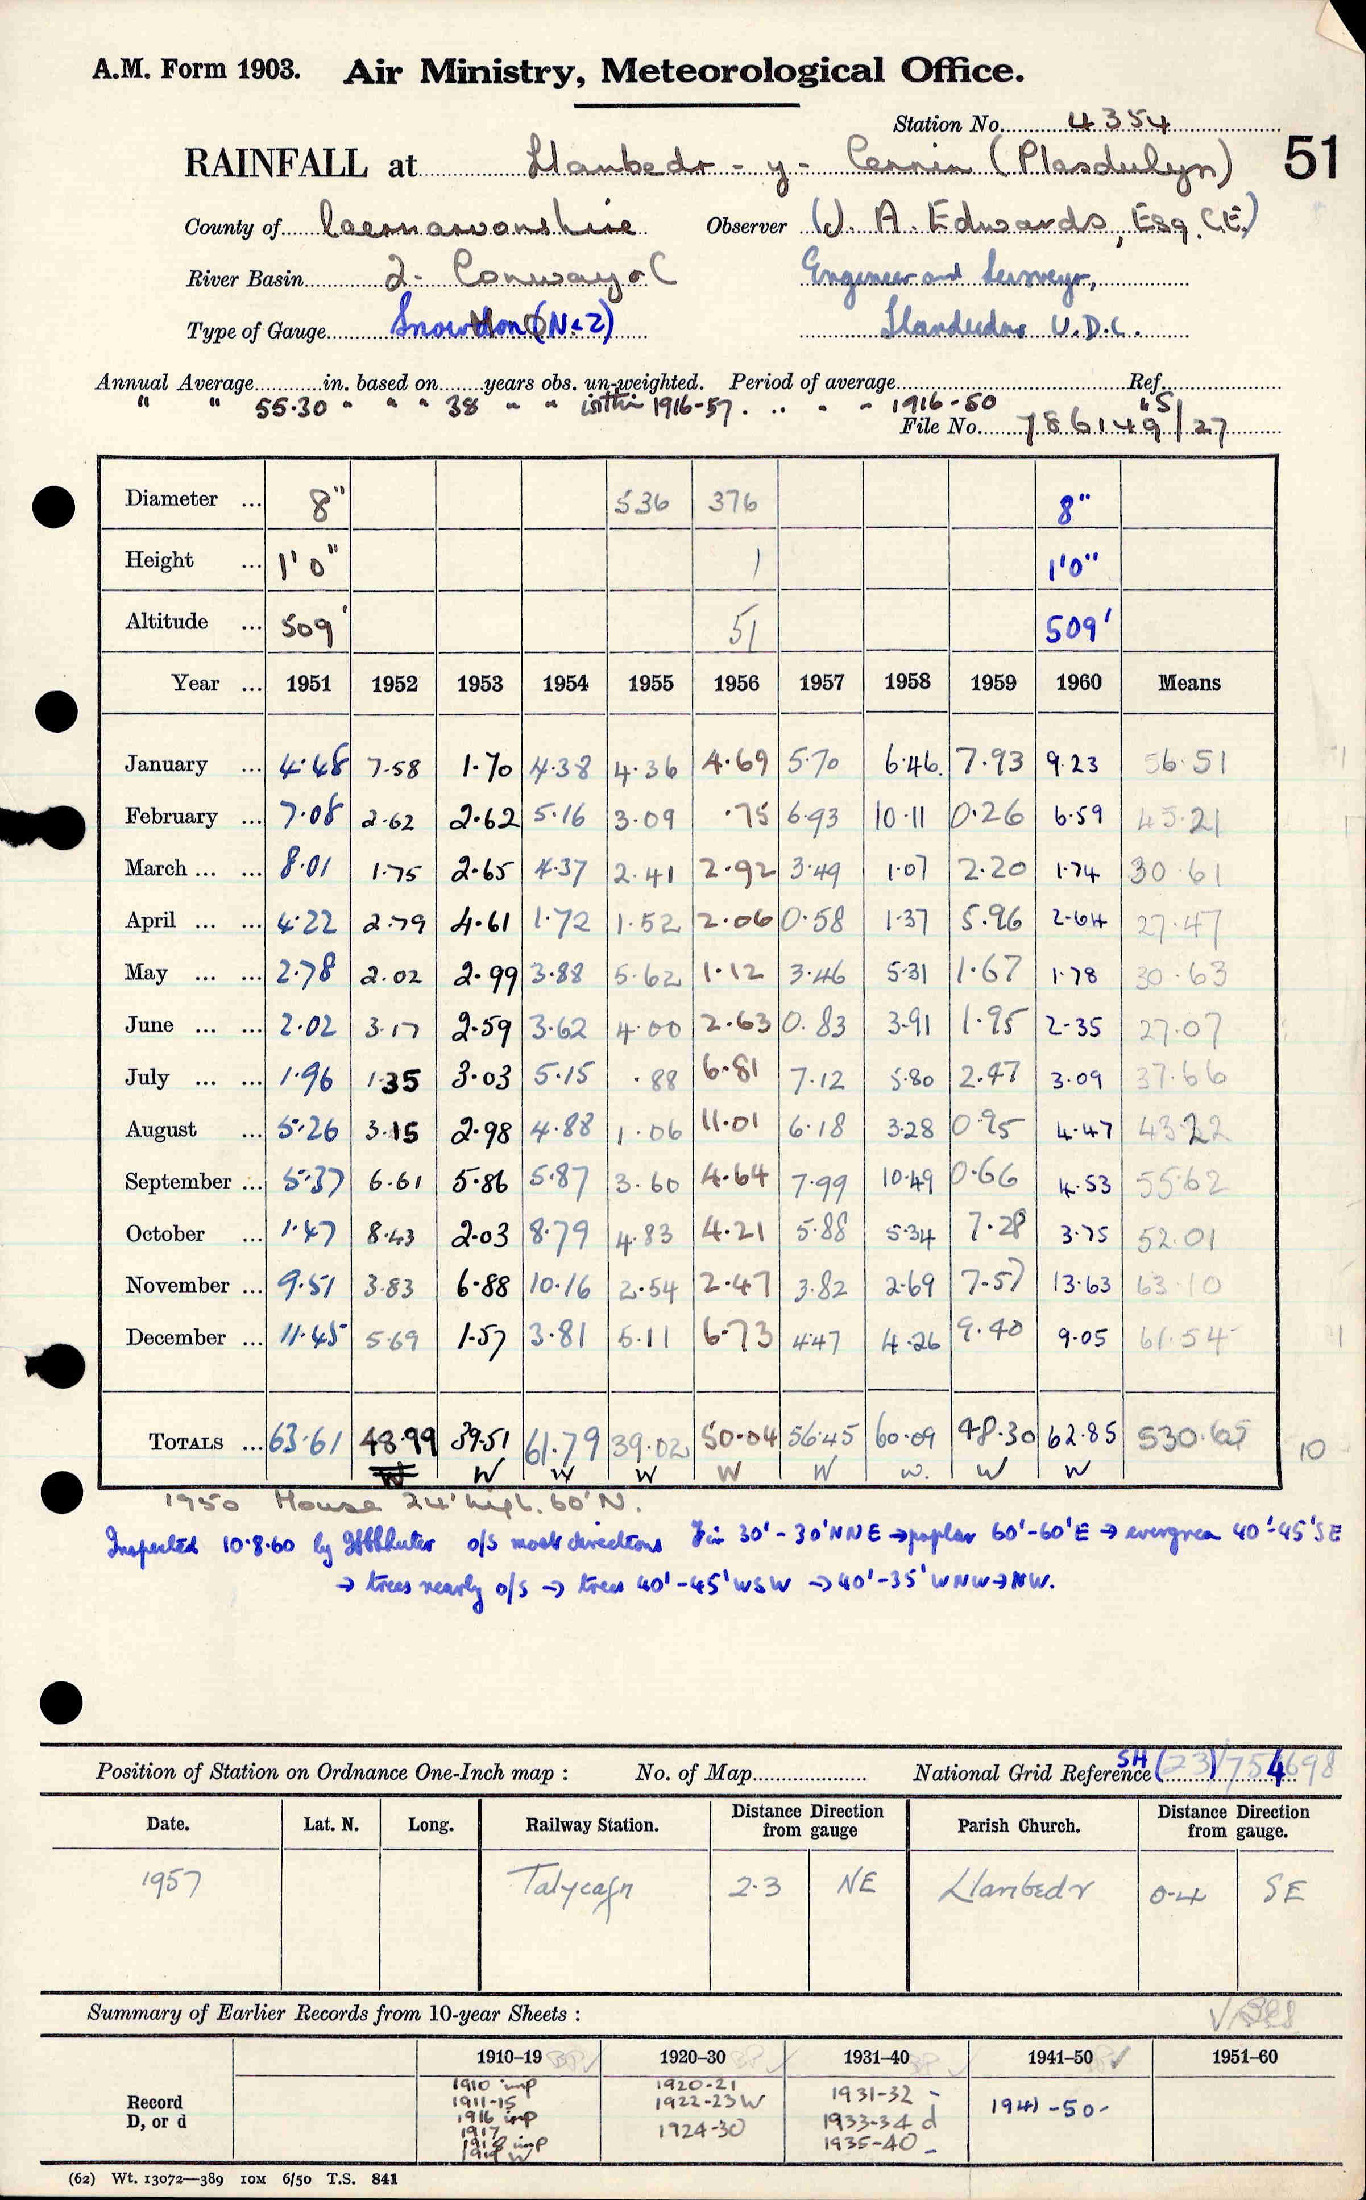 A.M. Form 1903. Air Ministry, Meteorological Office.
Station No. 4354
RAINFALL at Llanbedr-y-Cennin (Plasdulyn) 51
County of Caernarvonshire Observer (J. A. Edwards, Esq. C.E.)
River Basin 2. Conway &c Engineer and Surveyor,
Type of Gauge Snowdon (No 2) Llandudno U.D.C.
Annual Average in. based on years obs. un-weighted. Period of average Ref.
" " 55.30 " " " 38 " " within 1916-57. " " " 1916-50 "S"
File No. 786149/27
Diameter ... 8" 536 376 8"
Height ... 1'0" 1 1'0"
Altitude ... 509' 51 509'
Year ... 1951 1952 1953 1954 1955 1956 1957 1958 1959 1960 Means
January ... 4.48 7.58 1.70 4.38 4.36 4.69 5.70 6.46 7.93 9.23 56.51
February ... 7.08 2.62 2.62 5.16 3.09 .75 6.93 10.11 0.26 6.59 45.21
March ... ... 8.01 1.75 2.65 4.37 2.41 2.92 3.49 1.07 2.20 1.74 30.61
April ... ... 4.22 2.79 4.61 1.72 1.52 2.06 0.58 1.37 5.96 2.64 27.47
May ... ... 2.78 2.02 2.99 3.88 5.62 1.12 3.46 5.31 1.67 1.78 30.63
June ... ... 2.02 3.17 2.59 3.62 4.00 2.63 0.83 3.91 1.95 2.35 27.07
July ... ... 1.96 1.35 3.03 5.15 .88 6.81 7.12 5.80 2.47 3.09 37.66
August ... 5.26 3.15 2.98 4.88 1.06 11.01 6.18 3.28 0.95 4.47 43.22
September ... 5.37 6.61 5.86 5.87 3.60 4.64 7.99 10.49 0.66 4.53 55.62
October ... 1.47 8.43 2.03 8.79 4.83 4.21 5.88 5.34 7.28 3.75 52.01
November ... 9.51 3.83 6.88 10.16 2.54 2.47 3.82 2.69 7.57 13.63 63.10
December ... 11.45 5.69 1.57 3.81 5.11 6.73 4.47 4.26 9.40 9.05 61.54
TOTALS ... 63.61 48.99 39.51 61.79 39.02 50.04 56.45 60.09 48.30 62.85 530.65 10
W W W W W W W. W W
1950 House 24' high. 60' N.
Inspected 10.8.60 by o/s most directions Fir 30'-30'NNE → poplar 60'-60'E → evergreen 40'-45'SE
→ trees nearly o/s → trees 40'-45'WSW → 40'-35'WNW→NW.
Position of Station on Ordnance One-Inch map : No. of Map National Grid Reference SH (23) 754698
Date. Lat. N. Long. Railway Station. Distance Direction from gauge Parish Church. Distance Direction from gauge.
1957 Talycafn 2.3 NE Llanbedr 0.4 SE
Summary of Earlier Records from 10-year Sheets :
1910–19 1920–30 1931–40 1941–50 1951–60
Record D, or d
1910 imp 1920-21 1931-32 - 1941-50-
1911-15 1922-23W 1933-34 d
1916 imp 1924-30 1935-40 -
1917
1918 imp
1919 W
(62) Wt. 13072—389 10M 6/50 T.S. 841